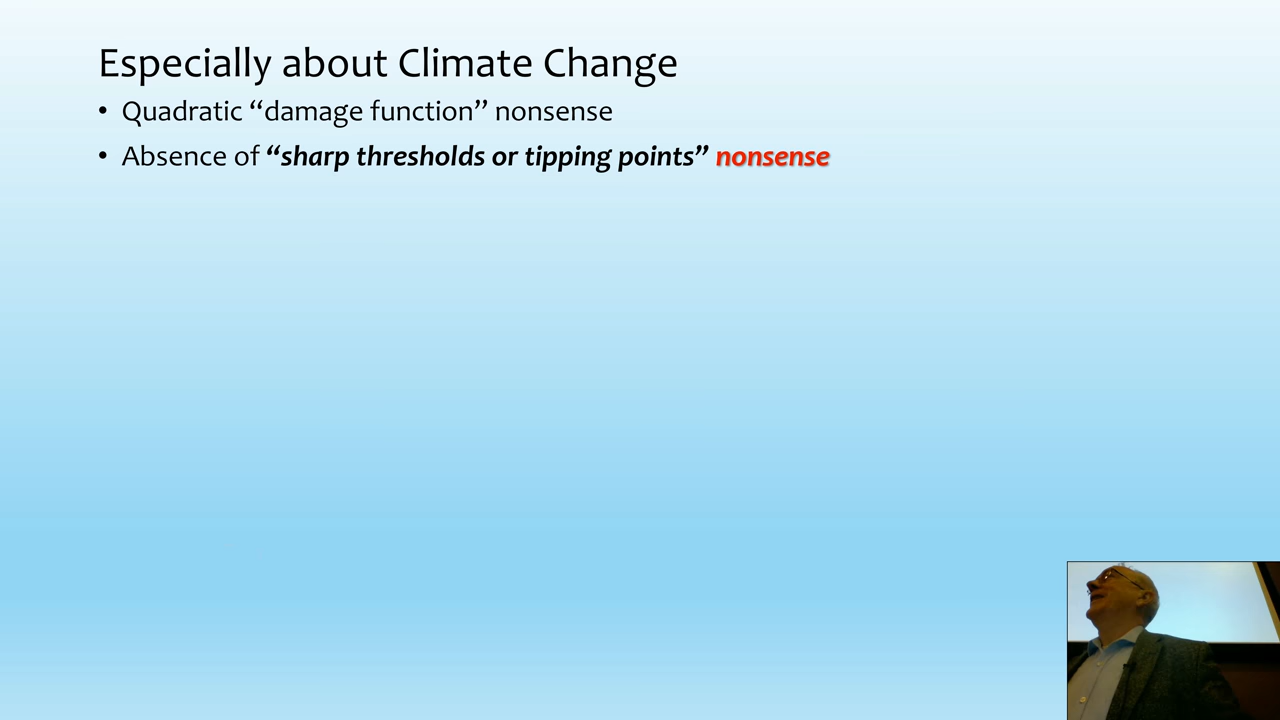 Especially about Climate Change
• Quadratic “damage function” nonsense
• Absence of “sharp thresholds or tipping points” nonsense